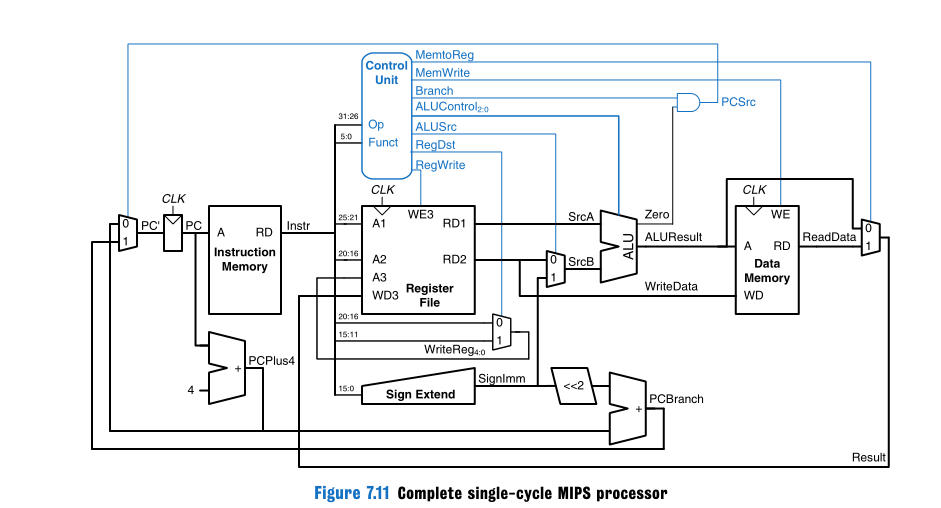 MemtoReg
Control
Unit
MemWrite
Branch
PCSrc
ALUControl2:0
31:26
Op
ALUSrc
5:0
Funct
RegDst
RegWrite
CLK
CLK
CLK
0
1
PC'
PC
A
RD
Instruction
Memory
Instr
25:21
A1
WE3
RD1
SrcA
Zero
WE
20:16
A2
RD2
0
1
SrcB
ALU
ALUResult
A
RD
ReadData
0
1
A3
Data
Memory
WD3
Register
File
WriteData
WD
20:16
0
15:11
1
WriteReg4:0
PCPlus4
+
4
SignImm
15:0
Sign Extend
<<2
+
PCBranch
Result
Figure 7.11 Complete single-cycle MIPS processor